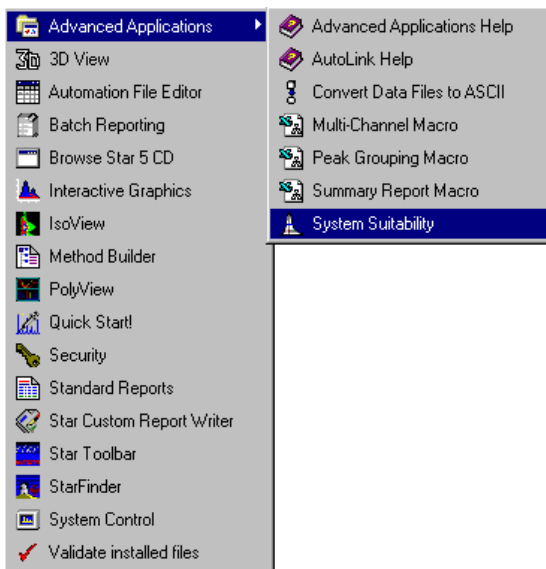 Advanced Applications
3D View
Automation File Editor
Batch Reporting
Browse Star 5 CD
Interactive Graphics
IsoView
Method Builder
PolyView
Quick Start!
Security
Standard Reports
Star Custom Report Writer
Star Toolbar
StarFinder
System Control
Validate installed files
Advanced Applications Help
AutoLink Help
Convert Data Files to ASCII
Multi-Channel Macro
Peak Grouping Macro
Summary Report Macro
System Suitability